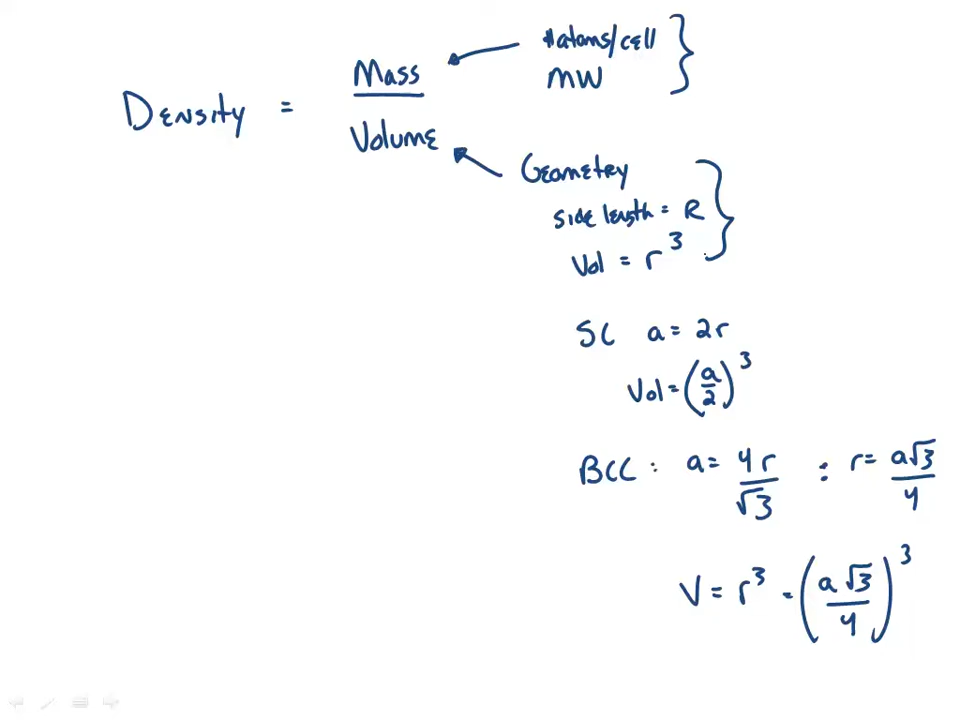 Density = Mass / Volume
# atoms/cell
MW
Geometry
side length = R
Vol = r³
SC a = 2r
Vol = (a/2)³
BCC : a = 4r/√3 : r = a√3/4
V = r³ = (a√3/4)³